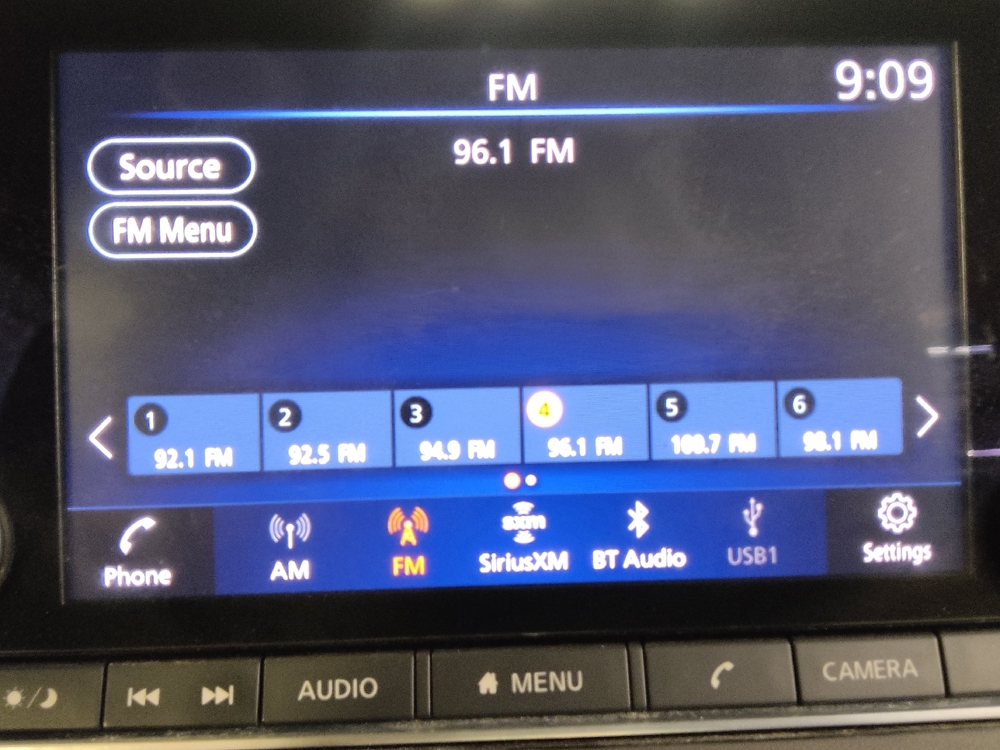 FM
9:09
96.1 FM
Source
FM Menu
1 2 3 4 5 6
92.1 FM 92.5 FM 94.9 FM 96.1 FM 100.7 FM 98.1 FM
sxm
Phone AM FM SiriusXM BT Audio USB1 Settings
AUDIO MENU CAMERA